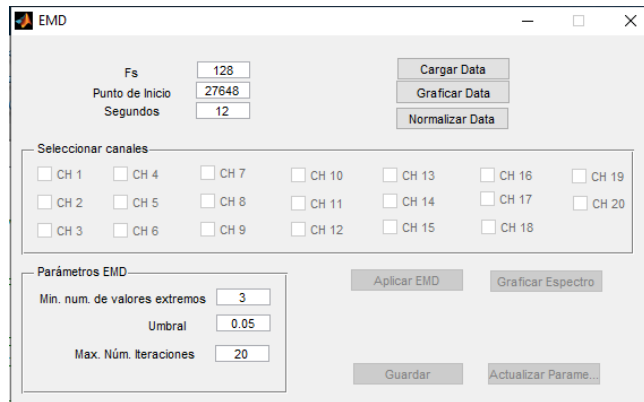 EMD
Fs 128
Punto de Inicio 27648
Segundos 12
Cargar Data
Graficar Data
Normalizar Data
Seleccionar canales
CH 1 CH 4 CH 7 CH 10 CH 13 CH 16 CH 19
CH 2 CH 5 CH 8 CH 11 CH 14 CH 17 CH 20
CH 3 CH 6 CH 9 CH 12 CH 15 CH 18
Parámetros EMD
Min. num. de valores extremos 3
Umbral 0.05
Max. Núm. Iteraciones 20
Aplicar EMD Graficar Espectro
Guardar Actualizar Parame...